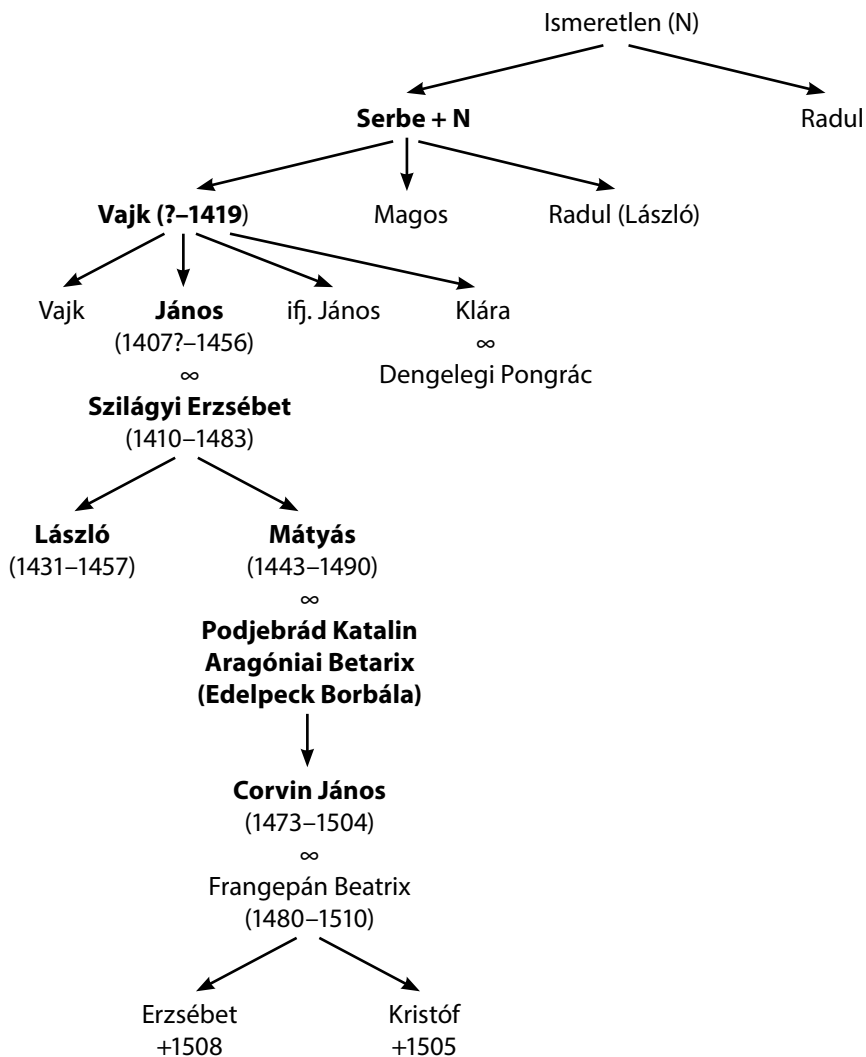 Ismeretlen (N)
Serbe + N
Radul
Vajk (?–1419)
Magos
Radul (László)
Vajk
János
(1407?–1456)
∞
Szilágyi Erzsébet
(1410–1483)
ifj. János
Klára
∞
Dengelegi Pongrác
László
(1431–1457)
Mátyás
(1443–1490)
∞
Podjebrád Katalin
Aragóniai Betarix
(Edelpeck Borbála)
Corvin János
(1473–1504)
∞
Frangepán Beatrix
(1480–1510)
Erzsébet
+1508
Kristóf
+1505